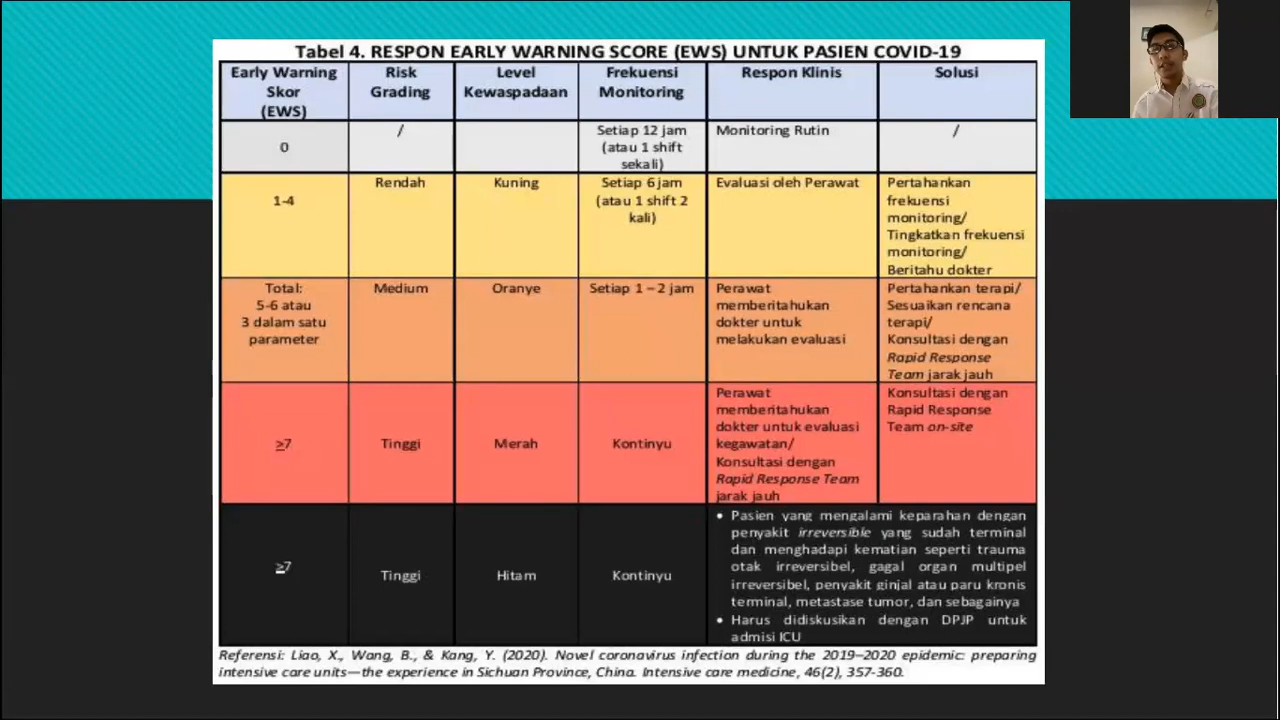 Tabel 4. RESPON EARLY WARNING SCORE (EWS) UNTUK PASIEN COVID-19
Early Warning
Skor
(EWS)
Risk
Grading
Level
Kewaspadaan
Frekuensi
Monitoring
Respon Klinis
Solusi
0
/
Setiap 12 jam
(atau 1 shift
sekali)
Monitoring Rutin
/
1-4
Rendah
Kuning
Setiap 6 jam
(atau 1 shift 2
kali)
Evaluasi oleh Perawat
Pertahankan
frekuensi
monitoring/
Tingkatkan frekuensi
monitoring/
Beritahu dokter
Total:
5-6 atau
3 dalam satu
parameter
Medium
Oranye
Setiap 1 – 2 jam
Perawat
memberitahukan
dokter untuk
melakukan evaluasi
Pertahankan terapi/
Sesuaikan rencana
terapi/
Konsultasi dengan
Rapid Response
Team jarak jauh
≥7
Tinggi
Merah
Kontinyu
Perawat
memberitahukan
dokter untuk evaluasi
kegawatan/
Konsultasi dengan
Rapid Response Team
jarak jauh
Konsultasi dengan
Rapid Response
Team on-site
≥7
Tinggi
Hitam
Kontinyu
• Pasien yang mengalami keparahan dengan
penyakit irreversible yang sudah terminal
dan menghadapi kematian seperti trauma
otak irreversibel, gagal organ multipel
irreversibel, penyakit ginjal atau paru kronis
terminal, metastase tumor, dan sebagainya
• Harus didiskusikan dengan DPJP untuk
admisi ICU
Referensi: Liao, X., Wang, B., & Kang, Y. (2020). Novel coronavirus infection during the 2019–2020 epidemic: preparing
intensive care units—the experience in Sichuan Province, China. Intensive care medicine, 46(2), 357-360.